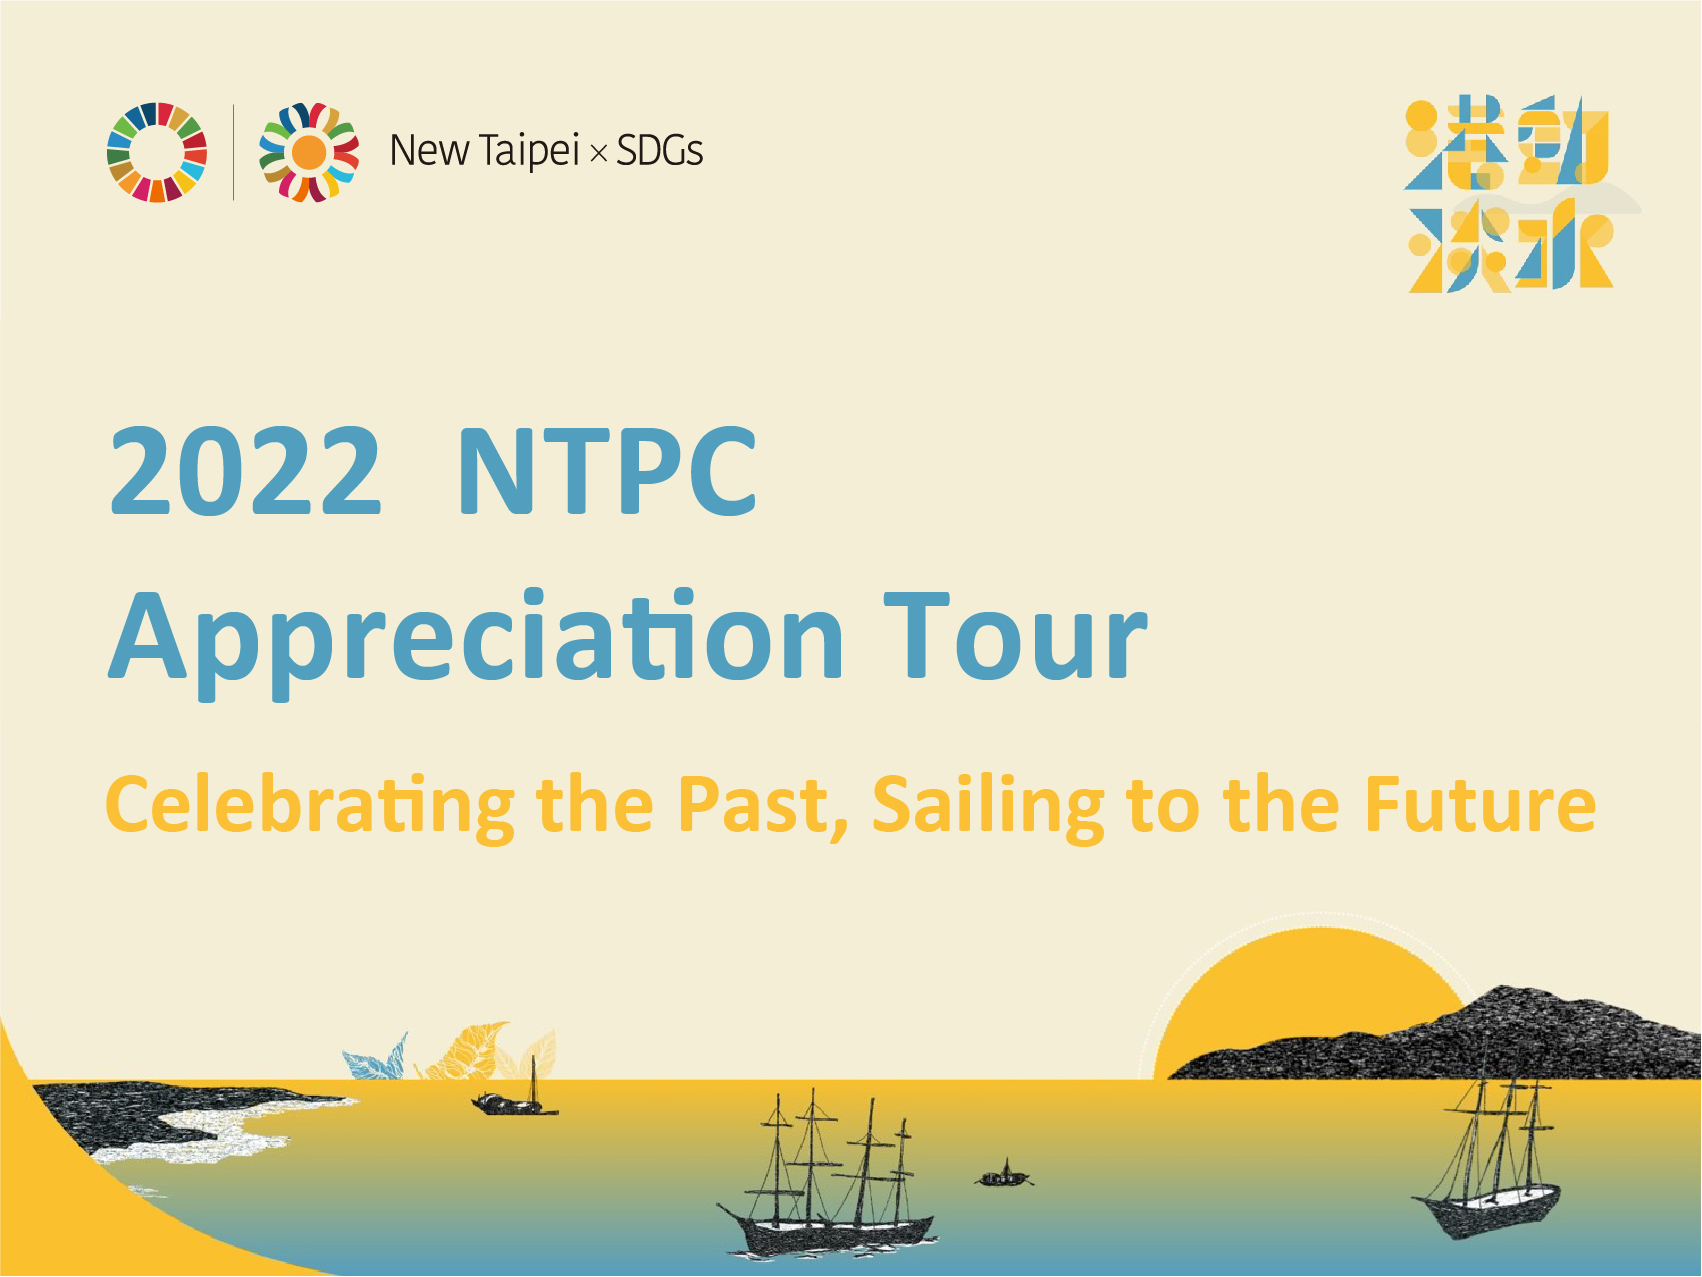 New Taipei × SDGs
港動
淡水
2022 NTPC
Appreciation Tour
Celebrating the Past, Sailing to the Future